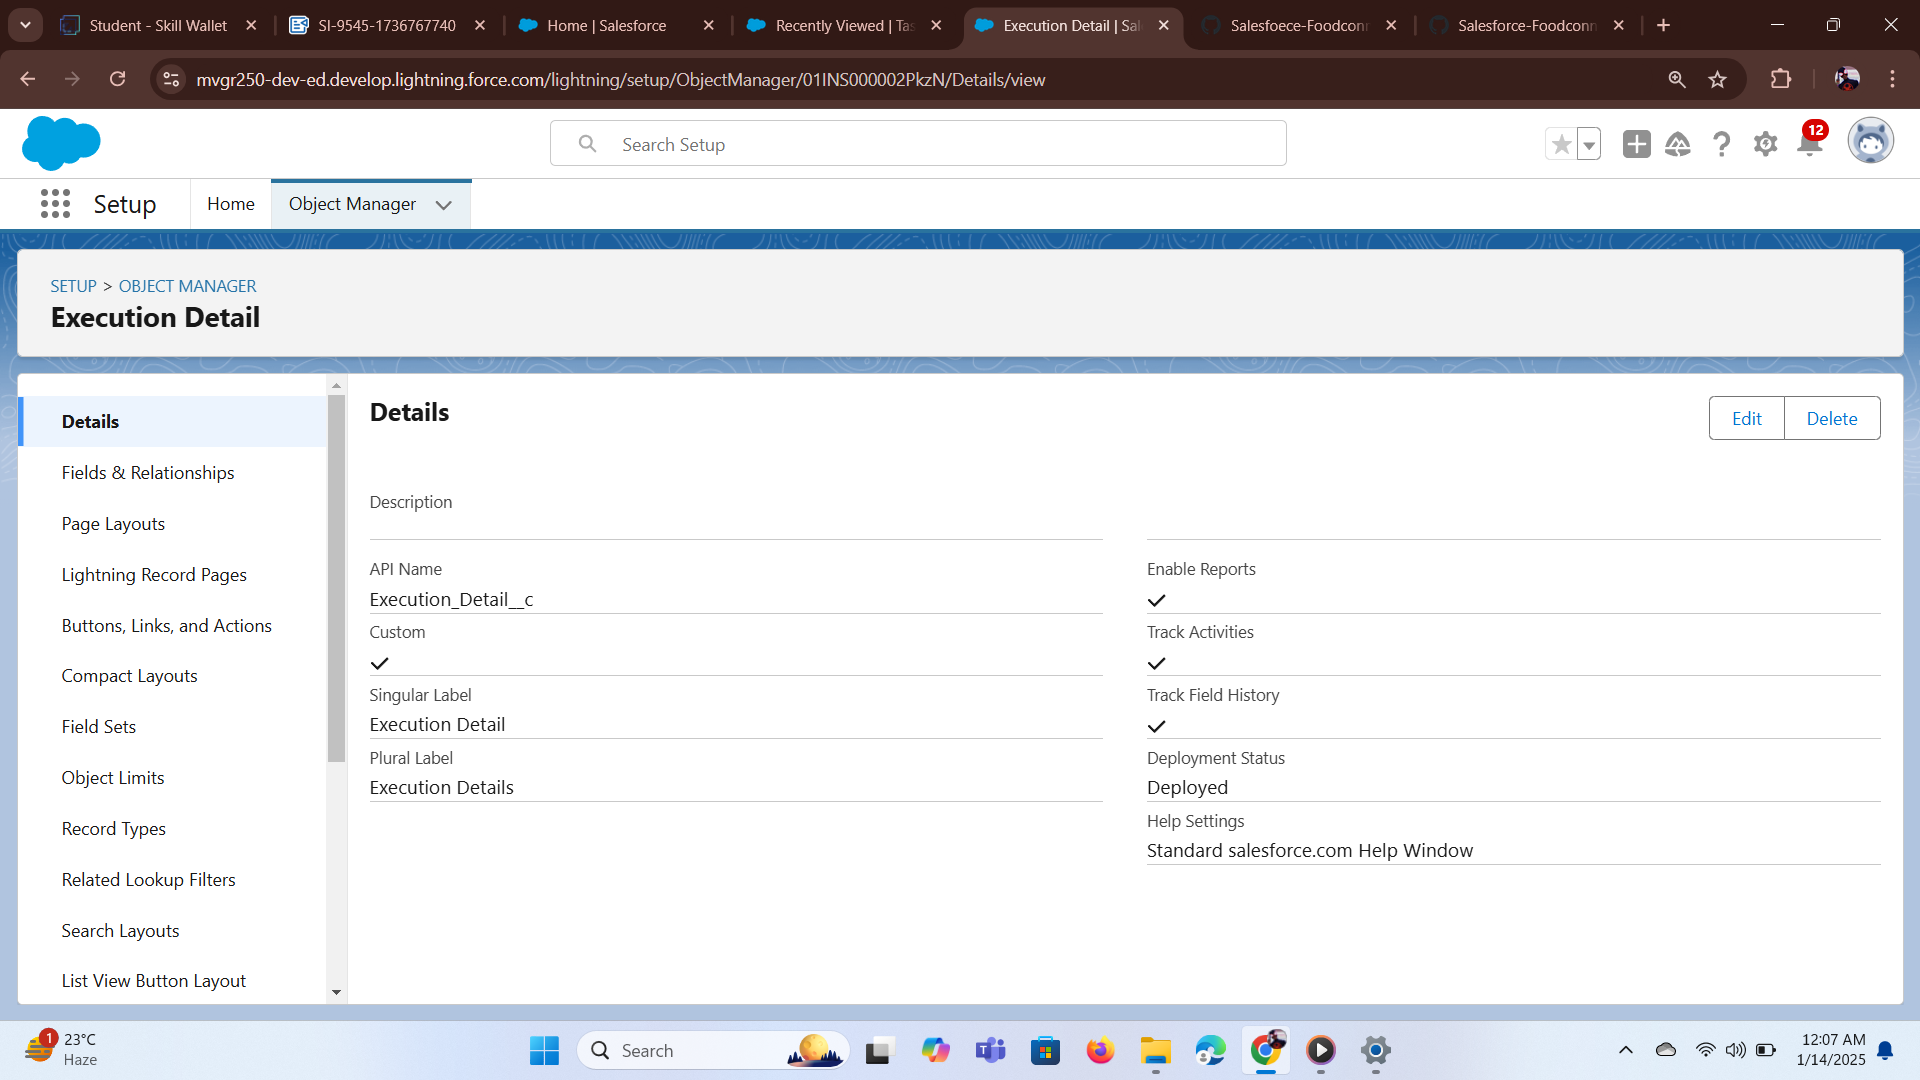 Student - Skill Wallet
SI-9545-1736767740
Home | Salesforce
Recently Viewed | Tas
Execution Detail | Sal
Salesfoece-Foodconn
Salesforce-Foodconn
mvgr250-dev-ed.develop.lightning.force.com/lightning/setup/ObjectManager/01INS000002PkzN/Details/view
Search Setup
12
Setup
Home
Object Manager
SETUP > OBJECT MANAGER
Execution Detail
Details
Fields & Relationships
Page Layouts
Lightning Record Pages
Buttons, Links, and Actions
Compact Layouts
Field Sets
Object Limits
Record Types
Related Lookup Filters
Search Layouts
List View Button Layout
Details
Edit
Delete
Description
API Name
Execution_Detail__c
Custom
Singular Label
Execution Detail
Plural Label
Execution Details
Enable Reports
Track Activities
Track Field History
Deployment Status
Deployed
Help Settings
Standard salesforce.com Help Window
1
23°C
Haze
Search
12:07 AM
1/14/2025